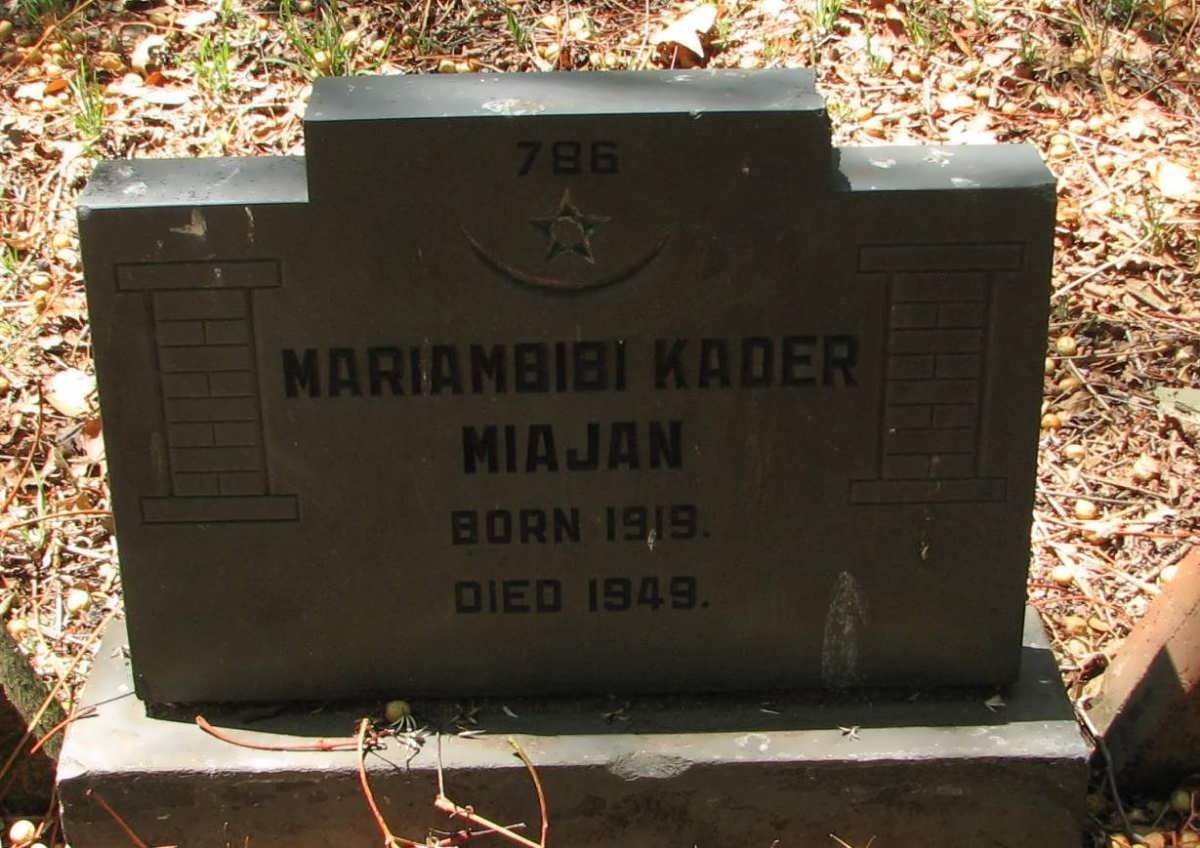 786
MARIAMBIBI KADER
MIAJAN
BORN 1919.
DIED 1949.